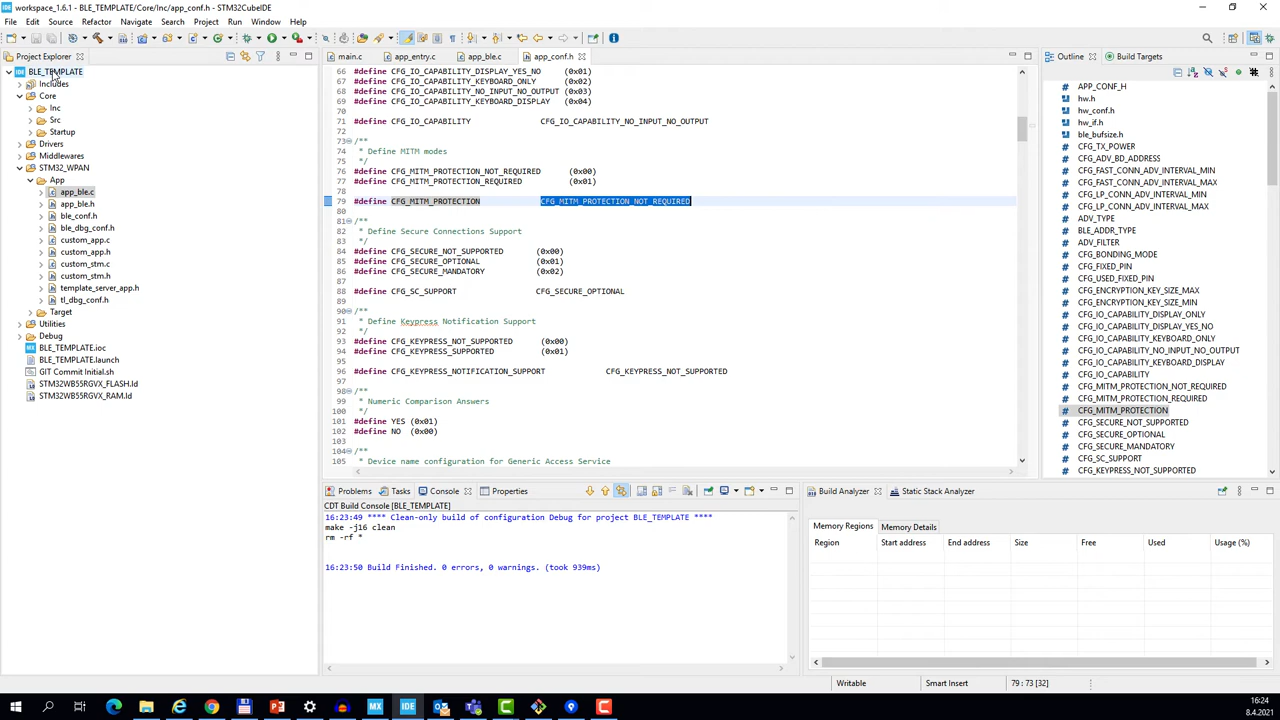 workspace_1.6.1 - BLE_TEMPLATE/Core/Inc/app_conf.h - STM32CubeIDE
File Edit Source Refactor Navigate Search Project Run Window Help
Project Explorer
BLE_TEMPLATE
Includes
Core
Inc
Src
Startup
Drivers
Middlewares
STM32_WPAN
App
app_ble.c
app_ble.h
ble_conf.h
ble_dbg_conf.h
custom_app.c
custom_app.h
custom_stm.c
custom_stm.h
template_server_app.h
tl_dbg_conf.h
Target
Utilities
Debug
BLE_TEMPLATE.ioc
BLE_TEMPLATE.launch
GIT Commit Initial.sh
STM32WB55RGVX_FLASH.ld
STM32WB55RGVX_RAM.ld
main.c app_entry.c app_ble.c app_conf.h
66 #define CFG_IO_CAPABILITY_DISPLAY_YES_NO (0x01)
67 #define CFG_IO_CAPABILITY_KEYBOARD_ONLY (0x02)
68 #define CFG_IO_CAPABILITY_NO_INPUT_NO_OUTPUT (0x03)
69 #define CFG_IO_CAPABILITY_KEYBOARD_DISPLAY (0x04)
70
71 #define CFG_IO_CAPABILITY CFG_IO_CAPABILITY_NO_INPUT_NO_OUTPUT
72
73 /**
74 * Define MITM modes
75 */
76 #define CFG_MITM_PROTECTION_NOT_REQUIRED (0x00)
77 #define CFG_MITM_PROTECTION_REQUIRED (0x01)
78
79 #define CFG_MITM_PROTECTION CFG_MITM_PROTECTION_NOT_REQUIRED
80
81 /**
82 * Define Secure Connections Support
83 */
84 #define CFG_SECURE_NOT_SUPPORTED (0x00)
85 #define CFG_SECURE_OPTIONAL (0x01)
86 #define CFG_SECURE_MANDATORY (0x02)
87
88 #define CFG_SC_SUPPORT CFG_SECURE_OPTIONAL
89
90 /**
91 * Define Keypress Notification Support
92 */
93 #define CFG_KEYPRESS_NOT_SUPPORTED (0x00)
94 #define CFG_KEYPRESS_SUPPORTED (0x01)
95
96 #define CFG_KEYPRESS_NOTIFICATION_SUPPORT CFG_KEYPRESS_NOT_SUPPORTED
97
98 /**
99 * Numeric Comparison Answers
100 */
101 #define YES (0x01)
102 #define NO (0x00)
103
104 /**
105 * Device name configuration for Generic Access Service
Outline Build Targets
APP_CONF_H
hw.h
hw_conf.h
hw_if.h
ble_bufsize.h
CFG_TX_POWER
CFG_ADV_BD_ADDRESS
CFG_FAST_CONN_ADV_INTERVAL_MIN
CFG_FAST_CONN_ADV_INTERVAL_MAX
CFG_LP_CONN_ADV_INTERVAL_MIN
CFG_LP_CONN_ADV_INTERVAL_MAX
ADV_TYPE
BLE_ADDR_TYPE
ADV_FILTER
CFG_BONDING_MODE
CFG_FIXED_PIN
CFG_USED_FIXED_PIN
CFG_ENCRYPTION_KEY_SIZE_MAX
CFG_ENCRYPTION_KEY_SIZE_MIN
CFG_IO_CAPABILITY_DISPLAY_ONLY
CFG_IO_CAPABILITY_DISPLAY_YES_NO
CFG_IO_CAPABILITY_KEYBOARD_ONLY
CFG_IO_CAPABILITY_NO_INPUT_NO_OUTPUT
CFG_IO_CAPABILITY_KEYBOARD_DISPLAY
CFG_IO_CAPABILITY
CFG_MITM_PROTECTION_NOT_REQUIRED
CFG_MITM_PROTECTION_REQUIRED
CFG_MITM_PROTECTION
CFG_SECURE_NOT_SUPPORTED
CFG_SECURE_OPTIONAL
CFG_SECURE_MANDATORY
CFG_SC_SUPPORT
CFG_KEYPRESS_NOT_SUPPORTED
Problems Tasks Console Properties
CDT Build Console [BLE_TEMPLATE]
16:23:49 **** Clean-only build of configuration Debug for project BLE_TEMPLATE ****
make -j16 clean
rm -rf *
16:23:50 Build Finished. 0 errors, 0 warnings. (took 939ms)
Build Analyzer Static Stack Analyzer
Memory Regions Memory Details
Region Start address End address Size Free Used Usage (%)
Writable Smart Insert 79 : 73 [32]
MX IDE
16:24
8.4.2021